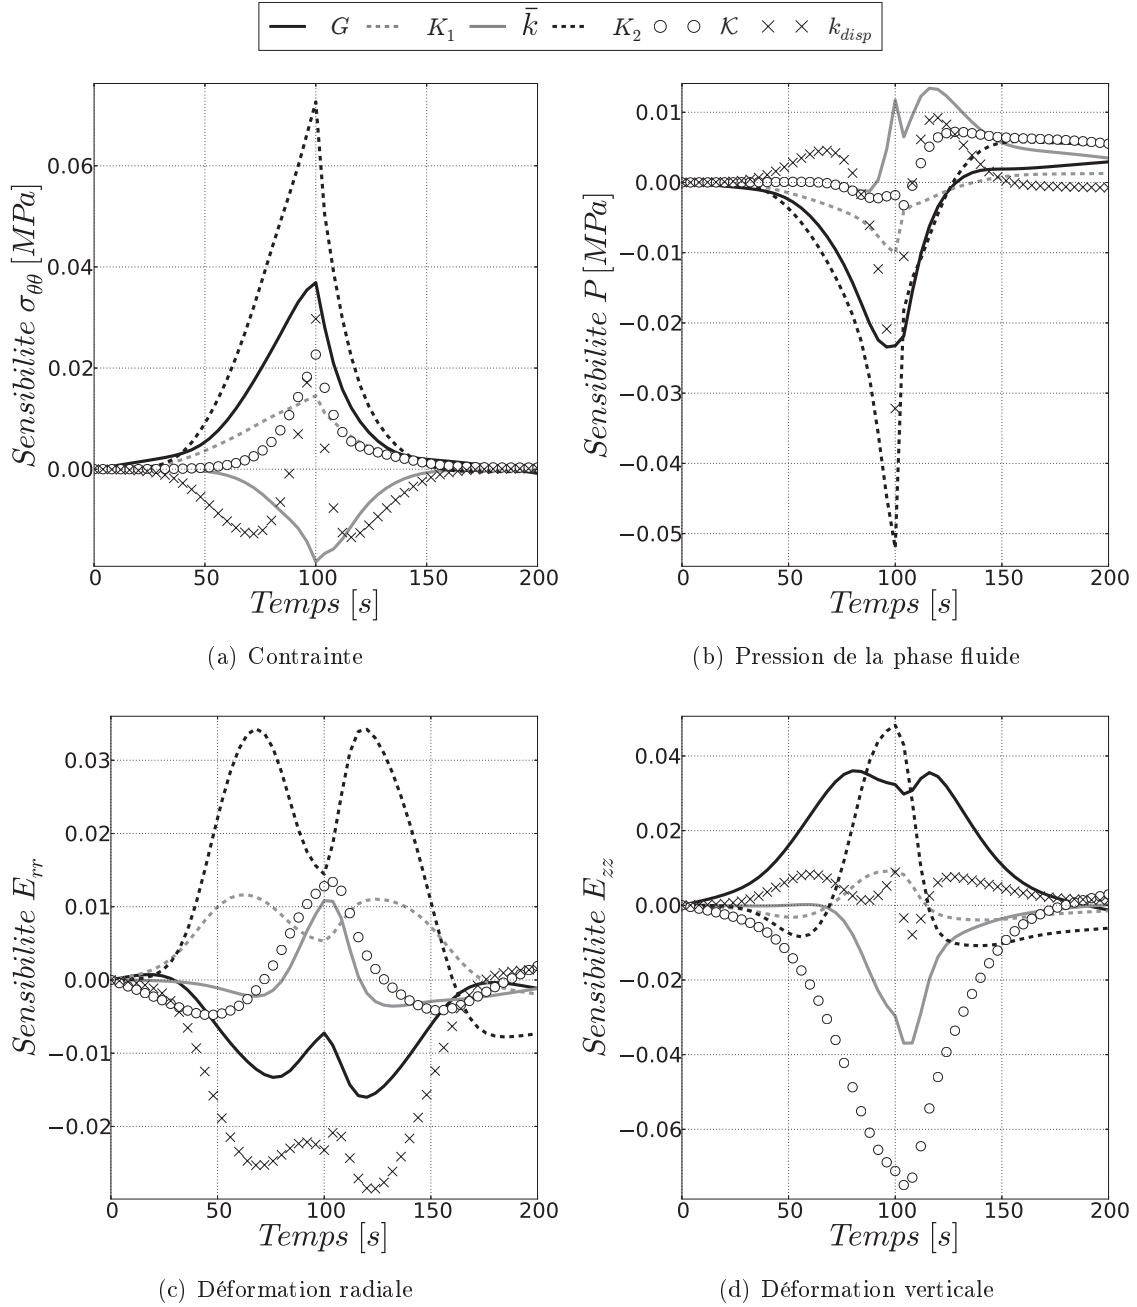 G K₁ k̄ K₂ 𝒦 k_disp
Sensibilite σ_θθ [MPa]
0.06
0.04
0.02
0.00
0 50 100 150 200
Temps [s]
(a) Contrainte
Sensibilite P [MPa]
0.01
0.00
−0.01
−0.02
−0.03
−0.04
−0.05
0 50 100 150 200
Temps [s]
(b) Pression de la phase fluide
Sensibilite E_rr
0.03
0.02
0.01
0.00
−0.01
−0.02
0 50 100 150 200
Temps [s]
(c) Déformation radiale
Sensibilite E_zz
0.04
0.02
0.00
−0.02
−0.04
−0.06
0 50 100 150 200
Temps [s]
(d) Déformation verticale